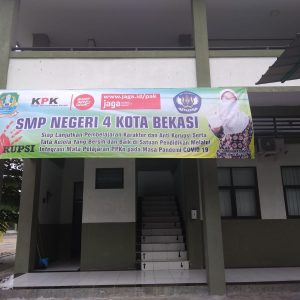 KPK
www.jaga.id/pak
jaga
SMP NEGERI 4 KOTA BEKASI
Siap Lanjutkan Pembelajaran Karakter dan Anti Korupsi Serta
Tata Kelola Yang Bersih dan Baik di Satuan Pendidikan Melalui
Integrasi Mata Pelajaran PPKn pada Masa Pandemi COVID 19
RUPSI